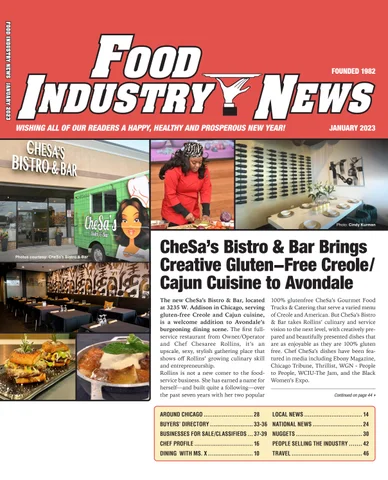 FOOD INDUSTRY NEWS JANUARY 2023
FOOD
FOUNDED 1982
INDUSTRY NEWS
WISHING ALL OF OUR READERS A HAPPY, HEALTHY AND PROSPEROUS NEW YEAR!
JANUARY 2023
CHESA'S
BISTRO & BAR
CheSa's
Photos courtesy: CheSa's Bistro & Bar
Photo: Cindy Kurman
CheSa's Bistro & Bar Brings
Creative Gluten–Free Creole/
Cajun Cuisine to Avondale
The new CheSa's Bistro & Bar, located
at 3235 W. Addison in Chicago, serving
gluten-free Creole and Cajun cuisine,
is a welcome addition to Avondale's
burgeoning dining scene. The first full-
service restaurant from Owner/Operator
and Chef Chesaree Rollins, it's an
upscale, sexy, stylish gathering place that
shows off Rollins' growing culinary skill
and entrepreneurship.
Rollins is not a new comer to the food-
service business. She has earned a name for
herself—and built quite a following—over
the past seven years with her two popular
100% glutenfree CheSa's Gourmet Food
Trucks & Catering that serve a varied menu
of Creole and American. But CheSa's Bistro &
Bar takes Rollins' culinary and service
vision to the next level, with creatively pre-
pared and beautifully presented dishes that
are as enjoyable as they are 100% gluten
free. Chef CheSa's dishes have been fea-
tured in media including Ebony Magazine,
Chicago Tribune, Thrillist, WGN - People
to People, WCIU-The Jam, and the Black
Women's Expo.
Continued on page 44
AROUND CHICAGO 28
BUYERS' DIRECTORY 33-36
BUSINESSES FOR SALE/CLASSIFIEDS 37-39
CHEF PROFILE 16
DINING WITH MS. X 10
LOCAL NEWS 14
NATIONAL NEWS 24
NUGGETS 30
PEOPLE SELLING THE INDUSTRY 42
TRAVEL 46